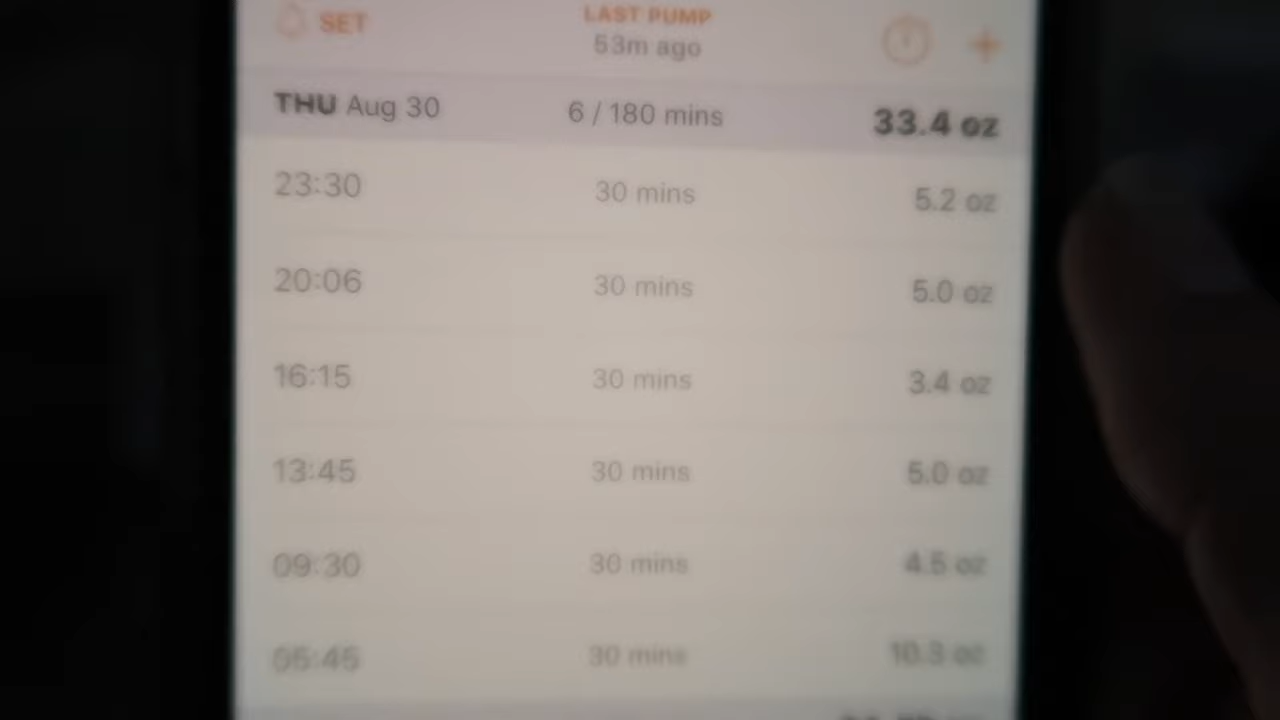 SET
LAST PUMP
53m ago
THU Aug 30 6 / 180 mins 33.4 oz
23:30 30 mins 5.2 oz
20:06 30 mins 5.0 oz
16:15 30 mins 3.4 oz
13:45 30 mins 5.0 oz
09:30 30 mins 4.5 oz
30 mins 10.3 oz